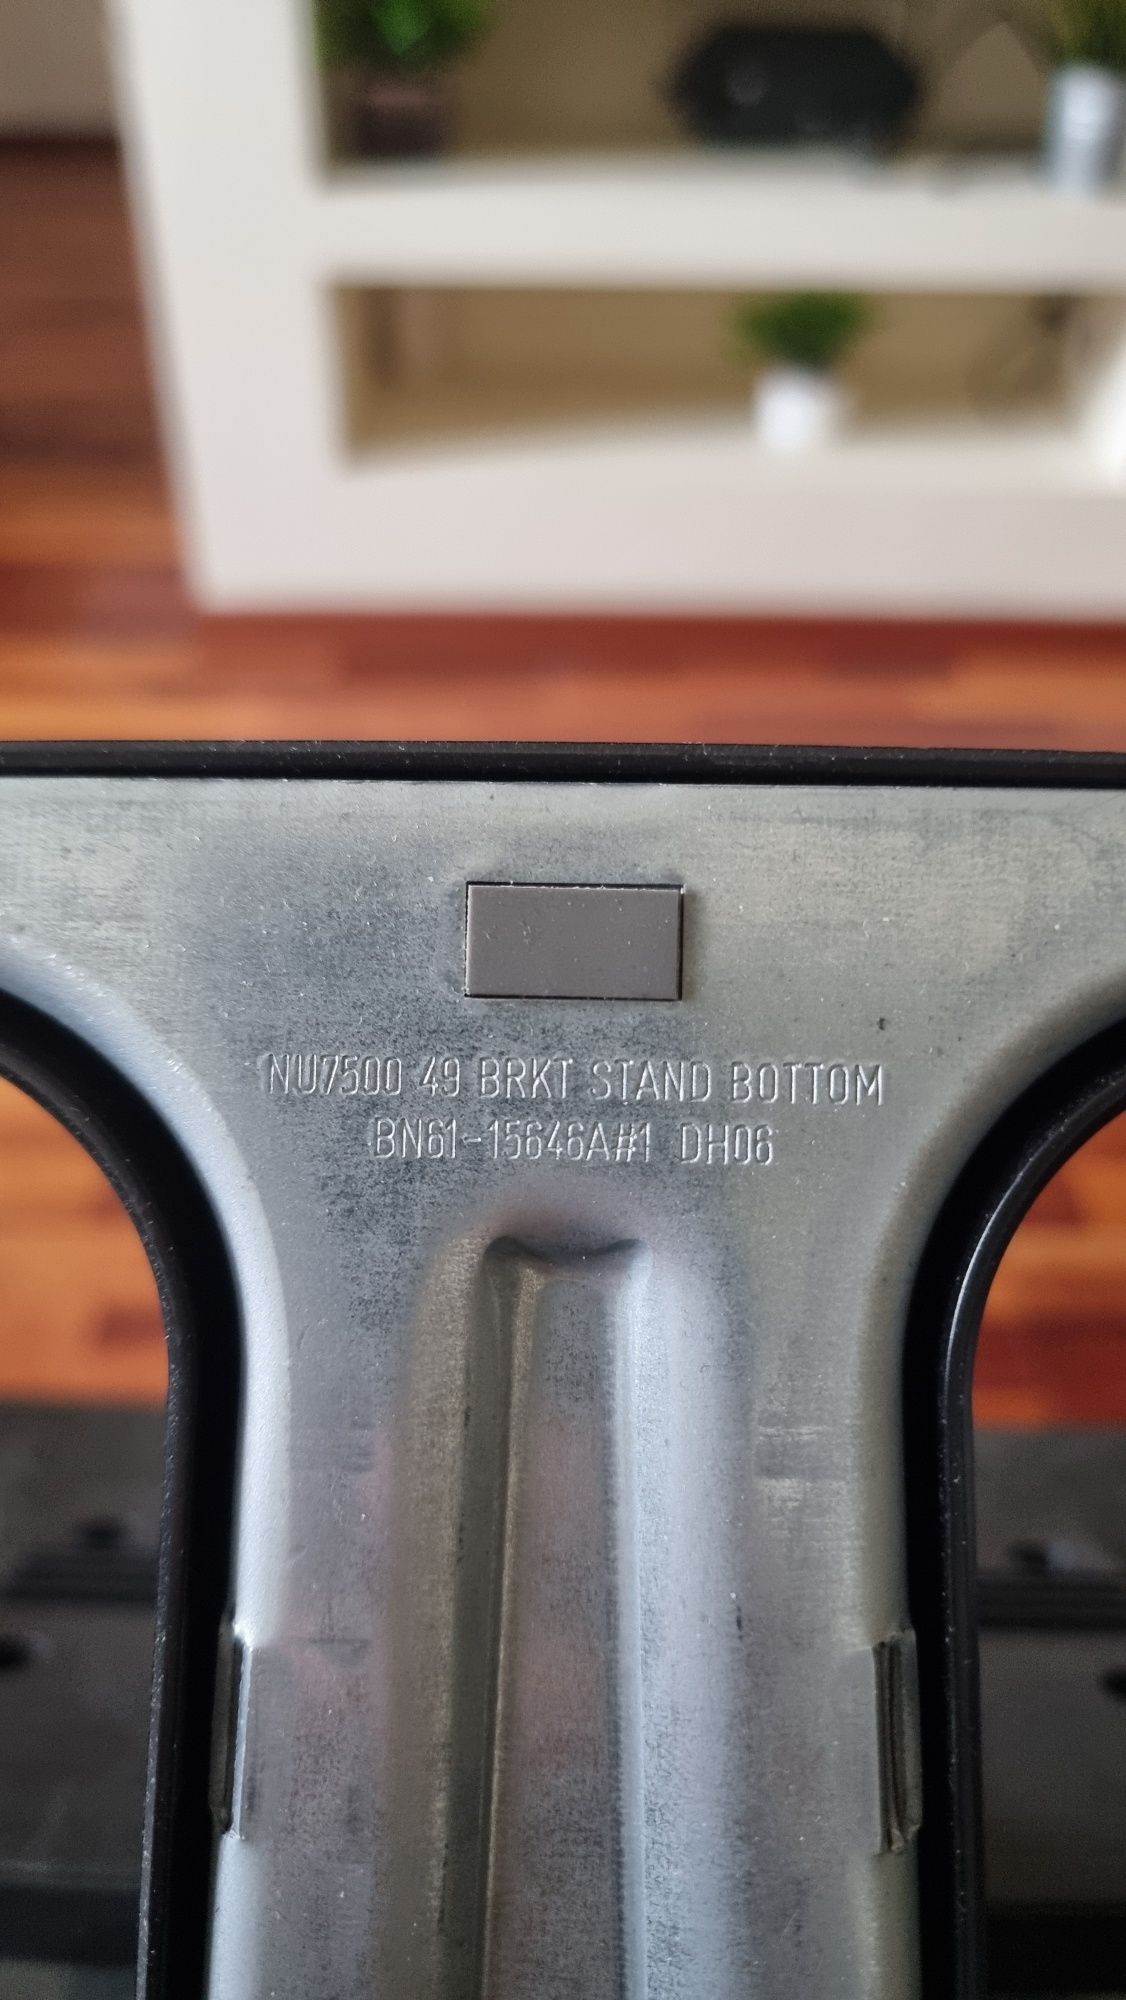 NU7500 49 BRKT STAND BOTTOM
BN61-15646A#1 DH06